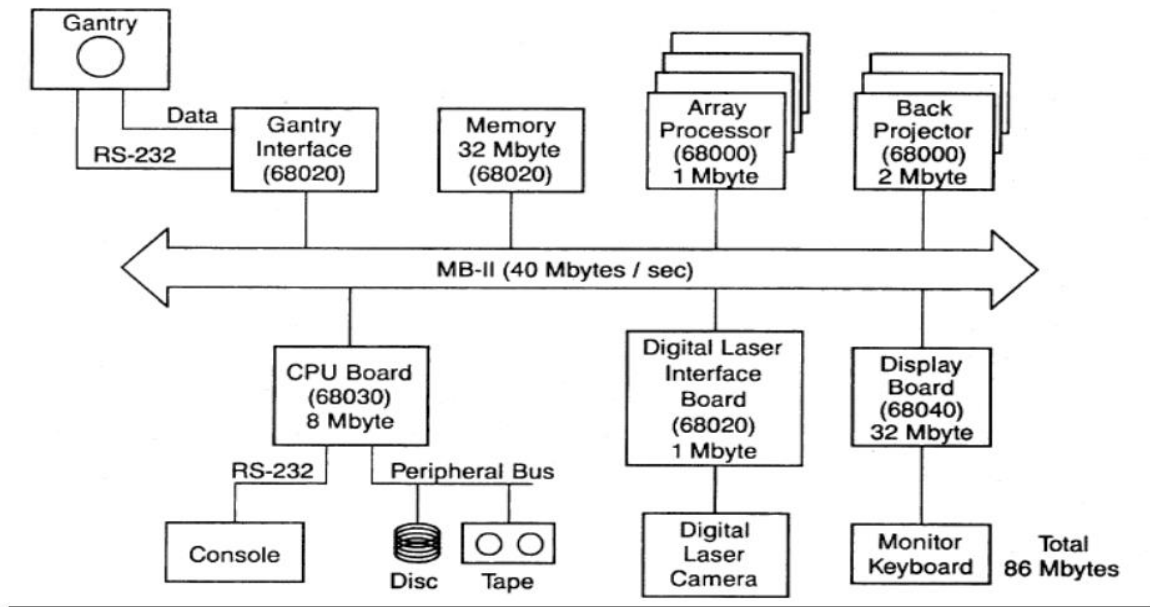 Gantry
Data
RS-232
Gantry
Interface
(68020)
Memory
32 Mbyte
(68020)
Array
Processor
(68000)
1 Mbyte
Back
Projector
(68000)
2 Mbyte
MB-II (40 Mbytes / sec)
CPU Board
(68030)
8 Mbyte
Digital Laser
Interface
Board
(68020)
1 Mbyte
Display
Board
(68040)
32 Mbyte
RS-232
Peripheral Bus
Console
Disc
Tape
Digital
Laser
Camera
Monitor
Keyboard
Total
86 Mbytes